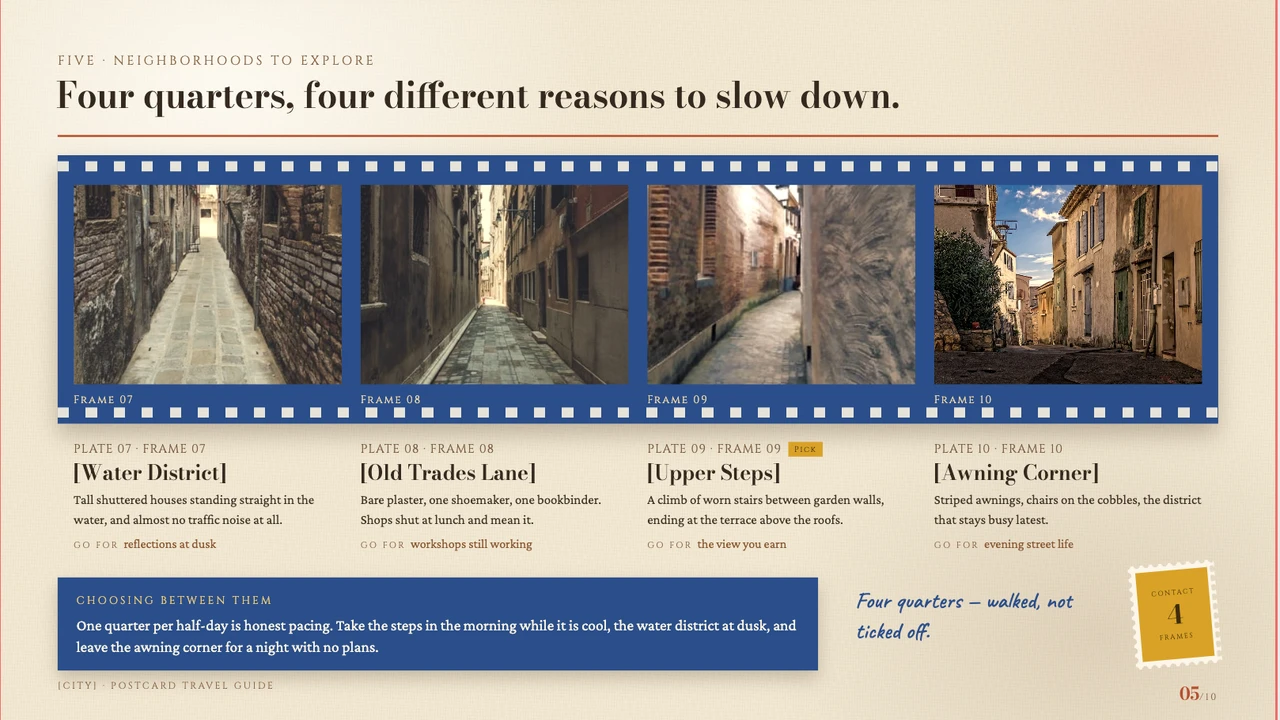 FIVE · NEIGHBORHOODS TO EXPLORE
Four quarters, four different reasons to slow down.
FRAME 07
FRAME 08
FRAME 09
FRAME 10
PLATE 07 · FRAME 07
[Water District]
Tall shuttered houses standing straight in the
water, and almost no traffic noise at all.
GO FOR reflections at dusk
PLATE 08 · FRAME 08
[Old Trades Lane]
Bare plaster, one shoemaker, one bookbinder.
Shops shut at lunch and mean it.
GO FOR workshops still working
PLATE 09 · FRAME 09 PICK
[Upper Steps]
A climb of worn stairs between garden walls,
ending at the terrace above the roofs.
GO FOR the view you earn
PLATE 10 · FRAME 10
[Awning Corner]
Striped awnings, chairs on the cobbles, the district
that stays busy latest.
GO FOR evening street life
CHOOSING BETWEEN THEM
One quarter per half-day is honest pacing. Take the steps in the morning while it is cool, the water district at dusk, and
leave the awning corner for a night with no plans.
Four quarters – walked, not
ticked off.
CONTACT
4
FRAMES
[CITY] · POSTCARD TRAVEL GUIDE
05/10